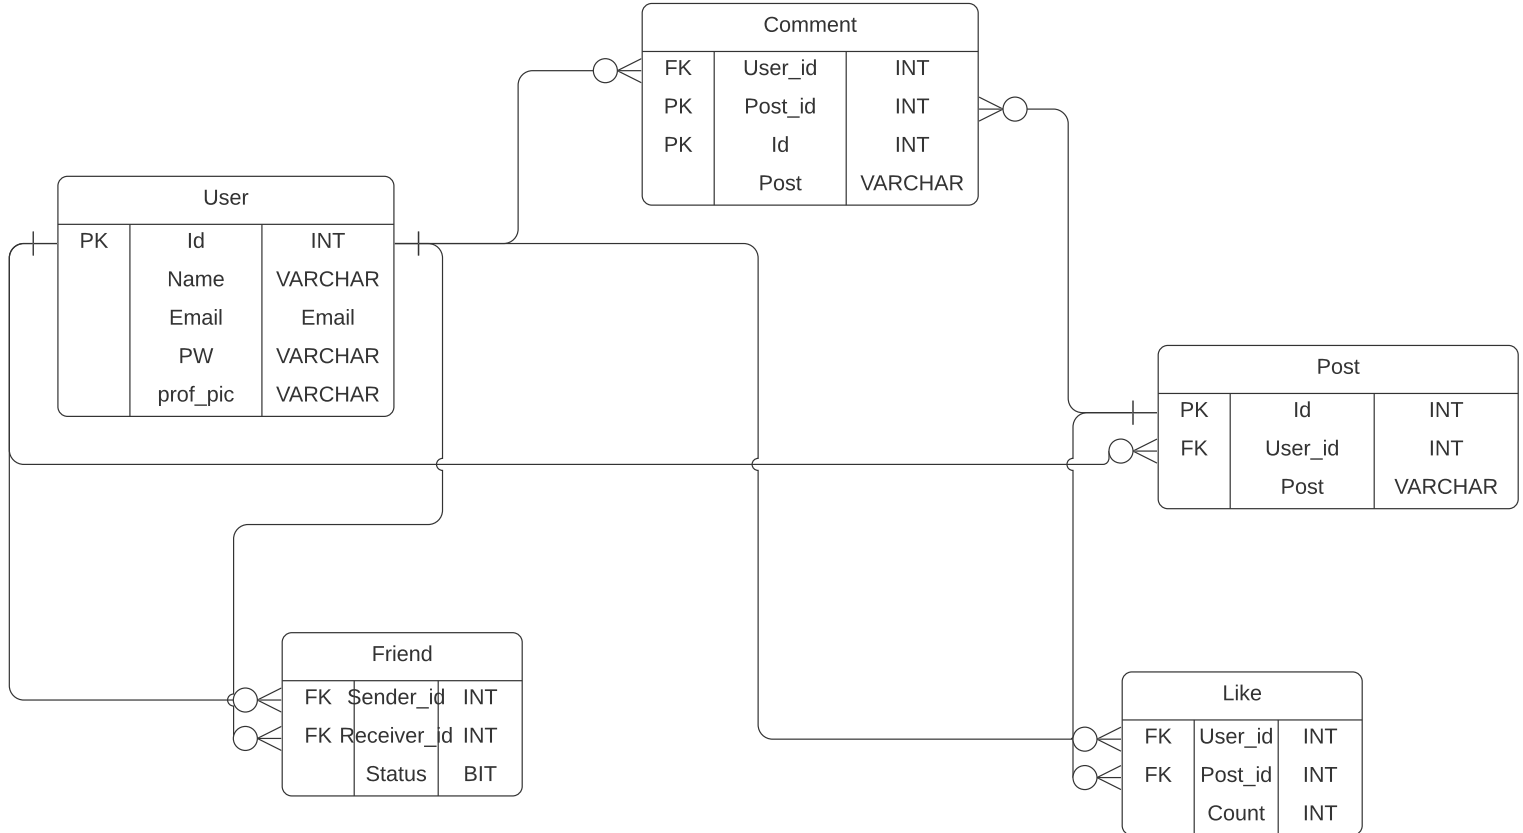 Comment
FK User_id INT
PK Post_id INT
PK Id INT
Post VARCHAR
User
PK Id INT
Name VARCHAR
Email Email
PW VARCHAR
prof_pic VARCHAR
Post
PK Id INT
FK User_id INT
Post VARCHAR
Friend
FK Sender_id INT
FK Receiver_id INT
Status BIT
Like
FK User_id INT
FK Post_id INT
Count INT